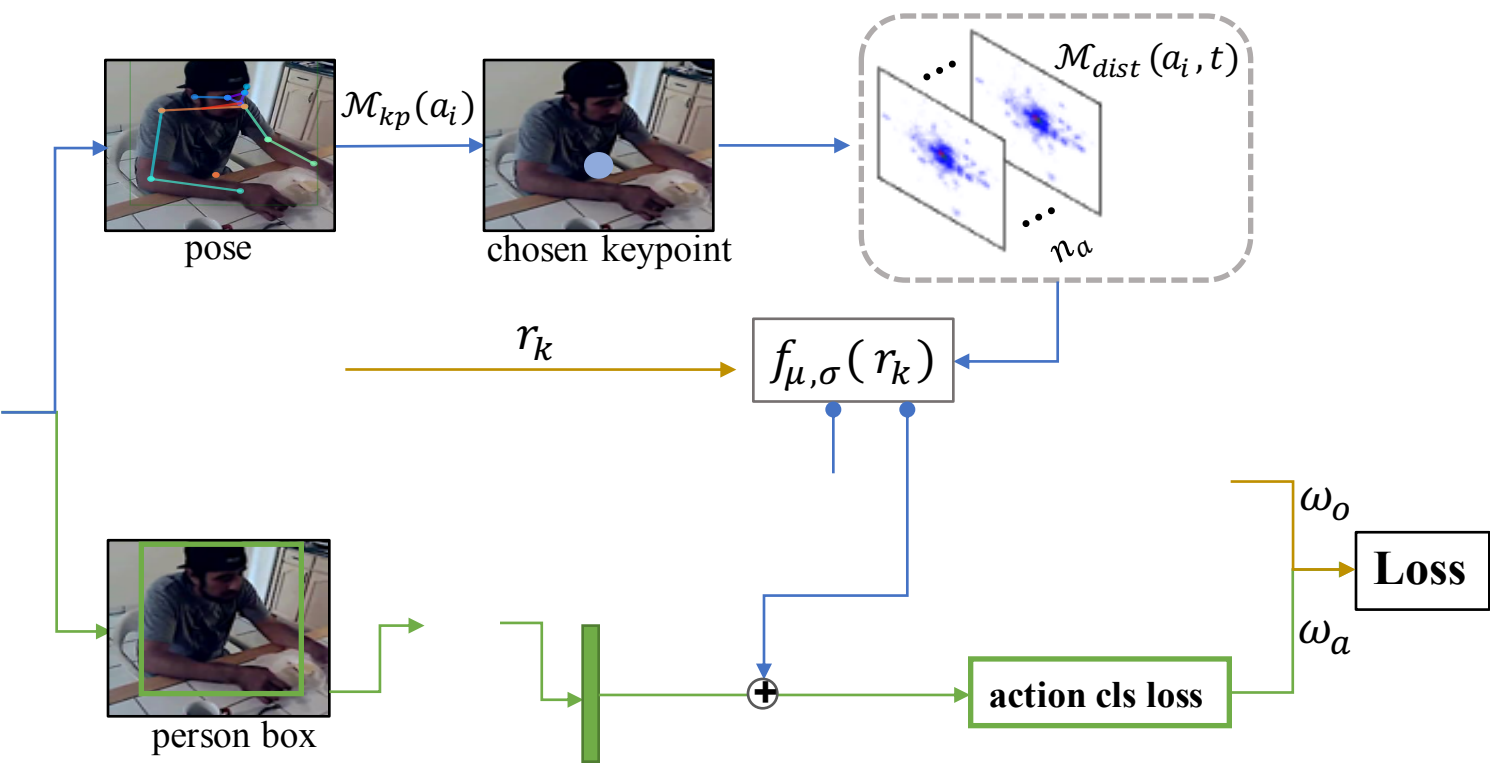 ℳ_kp(a_i)
ℳ_dist(a_i, t)
...
...
n_a
pose
chosen keypoint
r_k
f_μ,σ(r_k)
ω_o
Loss
ω_a
+
action cls loss
person box